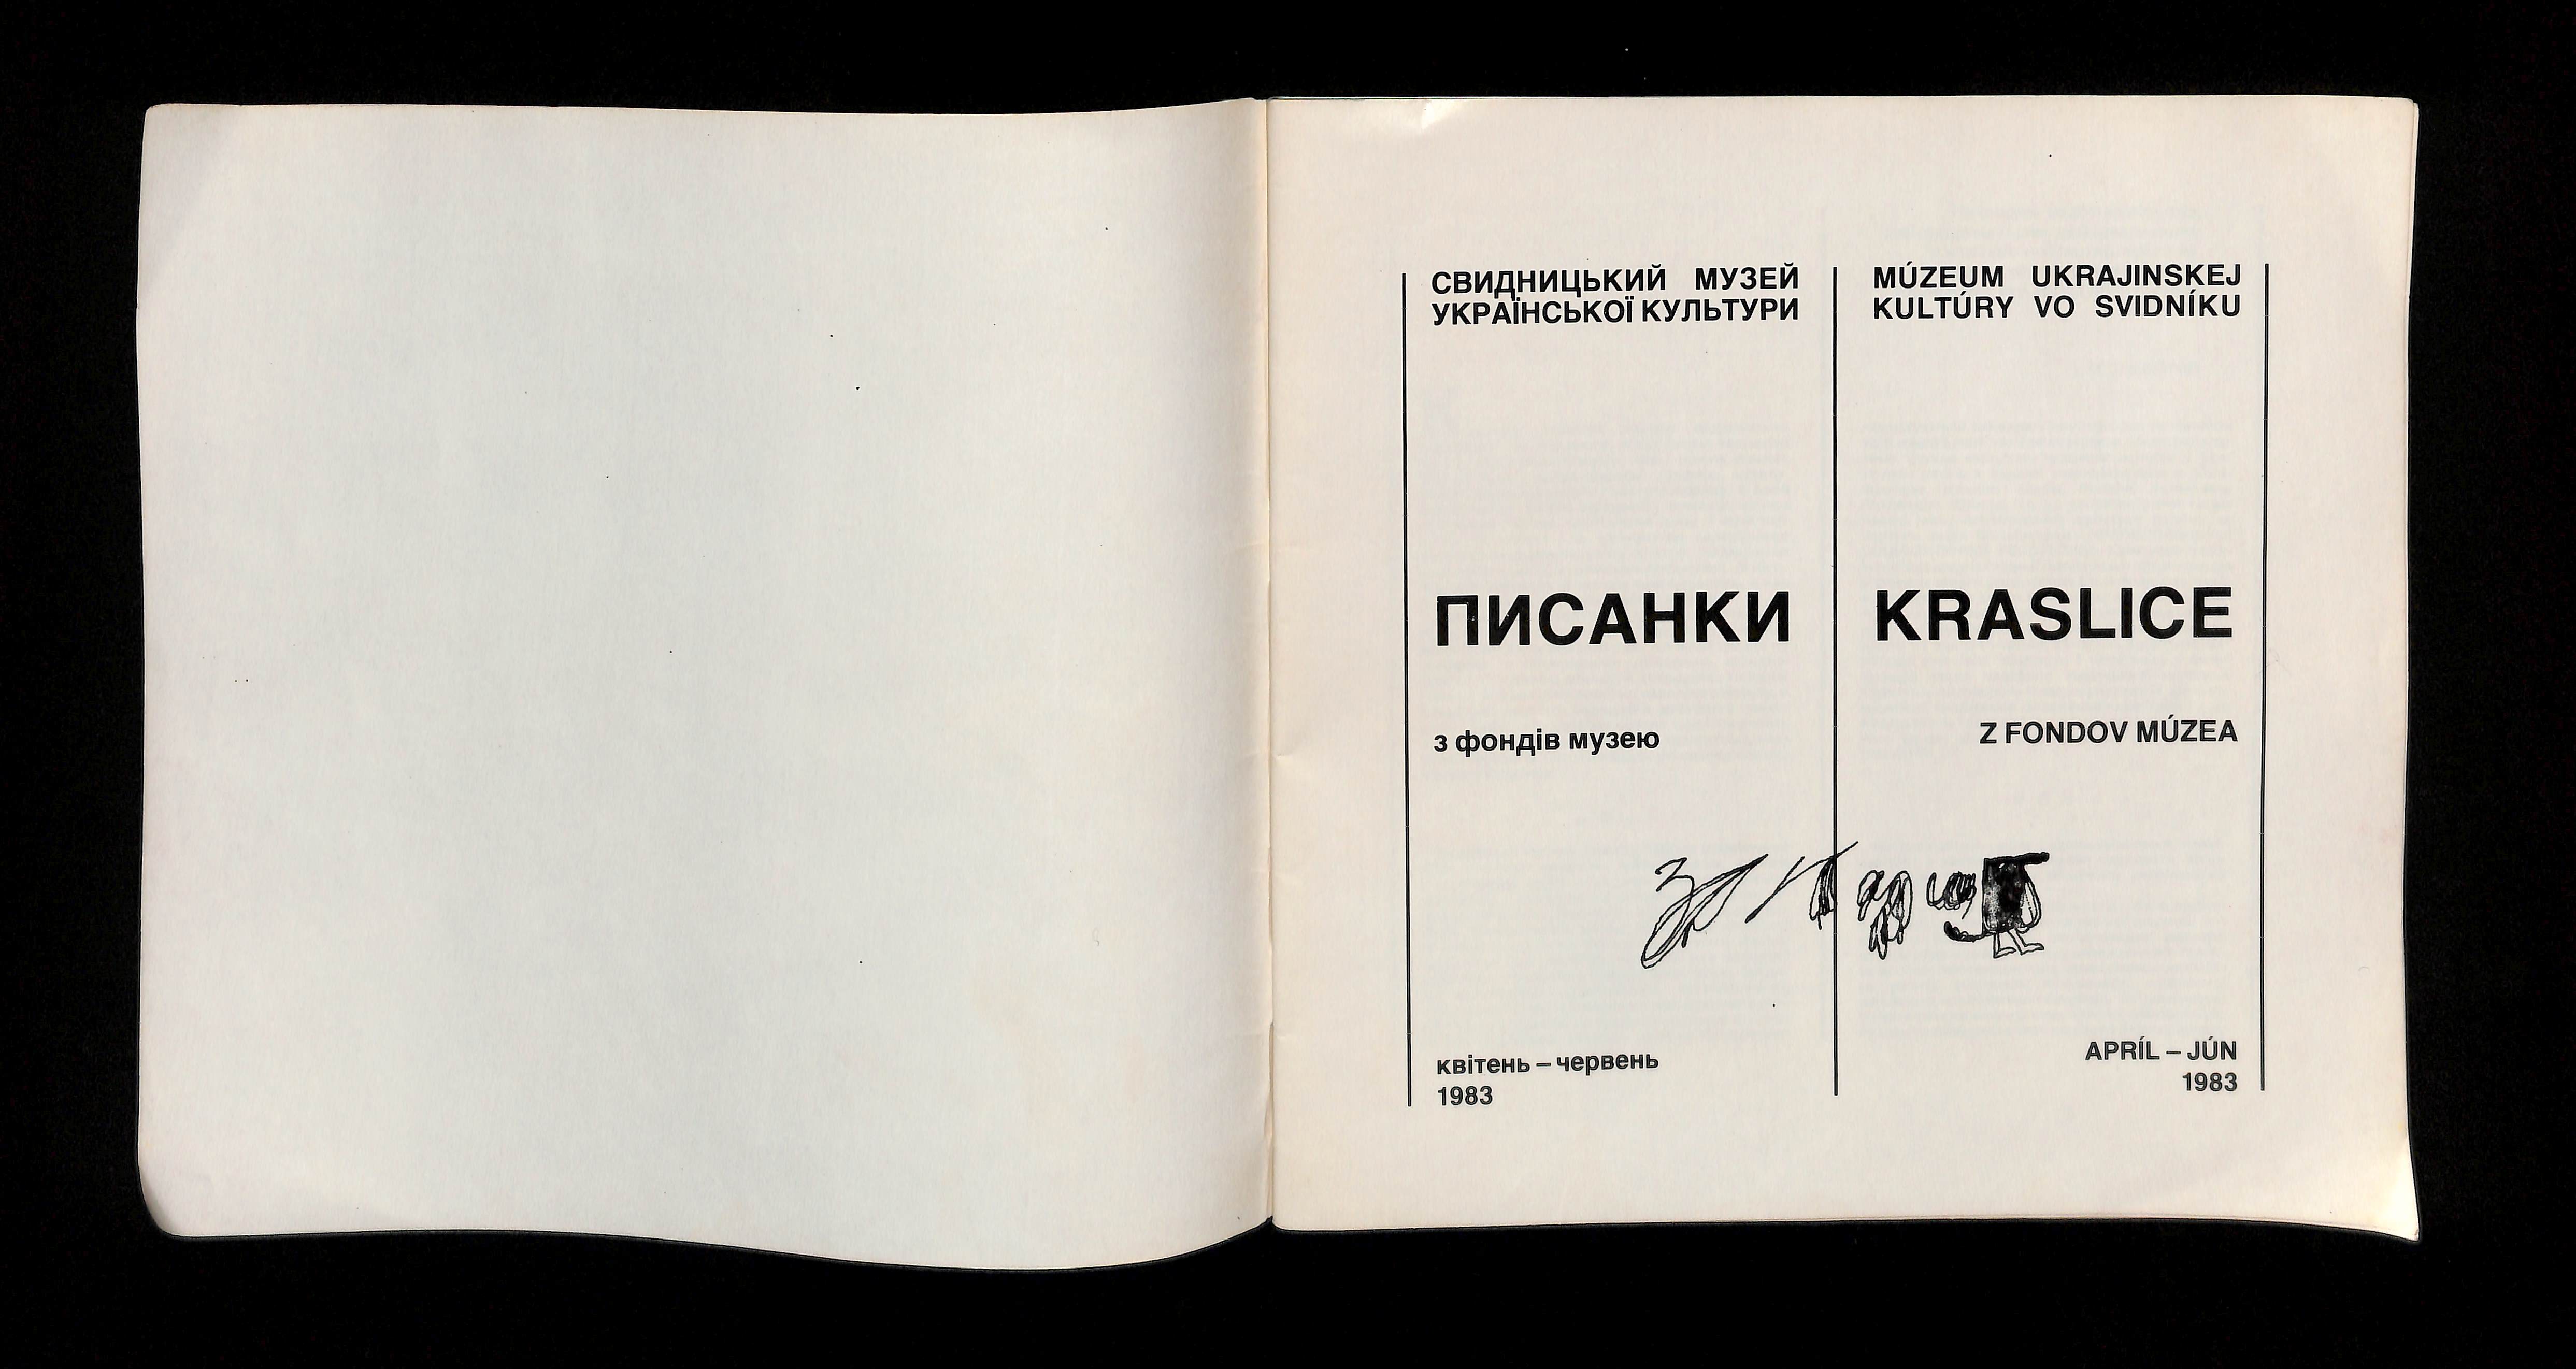 СВИДНИЦЬКИЙ МУЗЕЙ
УКРАЇНСЬКОЇ КУЛЬТУРИ
ПИСАНКИ
з фондів музею
квітень – червень
1983
MÚZEUM UKRAJINSKEJ
KULTÚRY VO SVIDNÍKU
KRASLICE
Z FONDOV MÚZEA
APRÍL – JÚN
1983